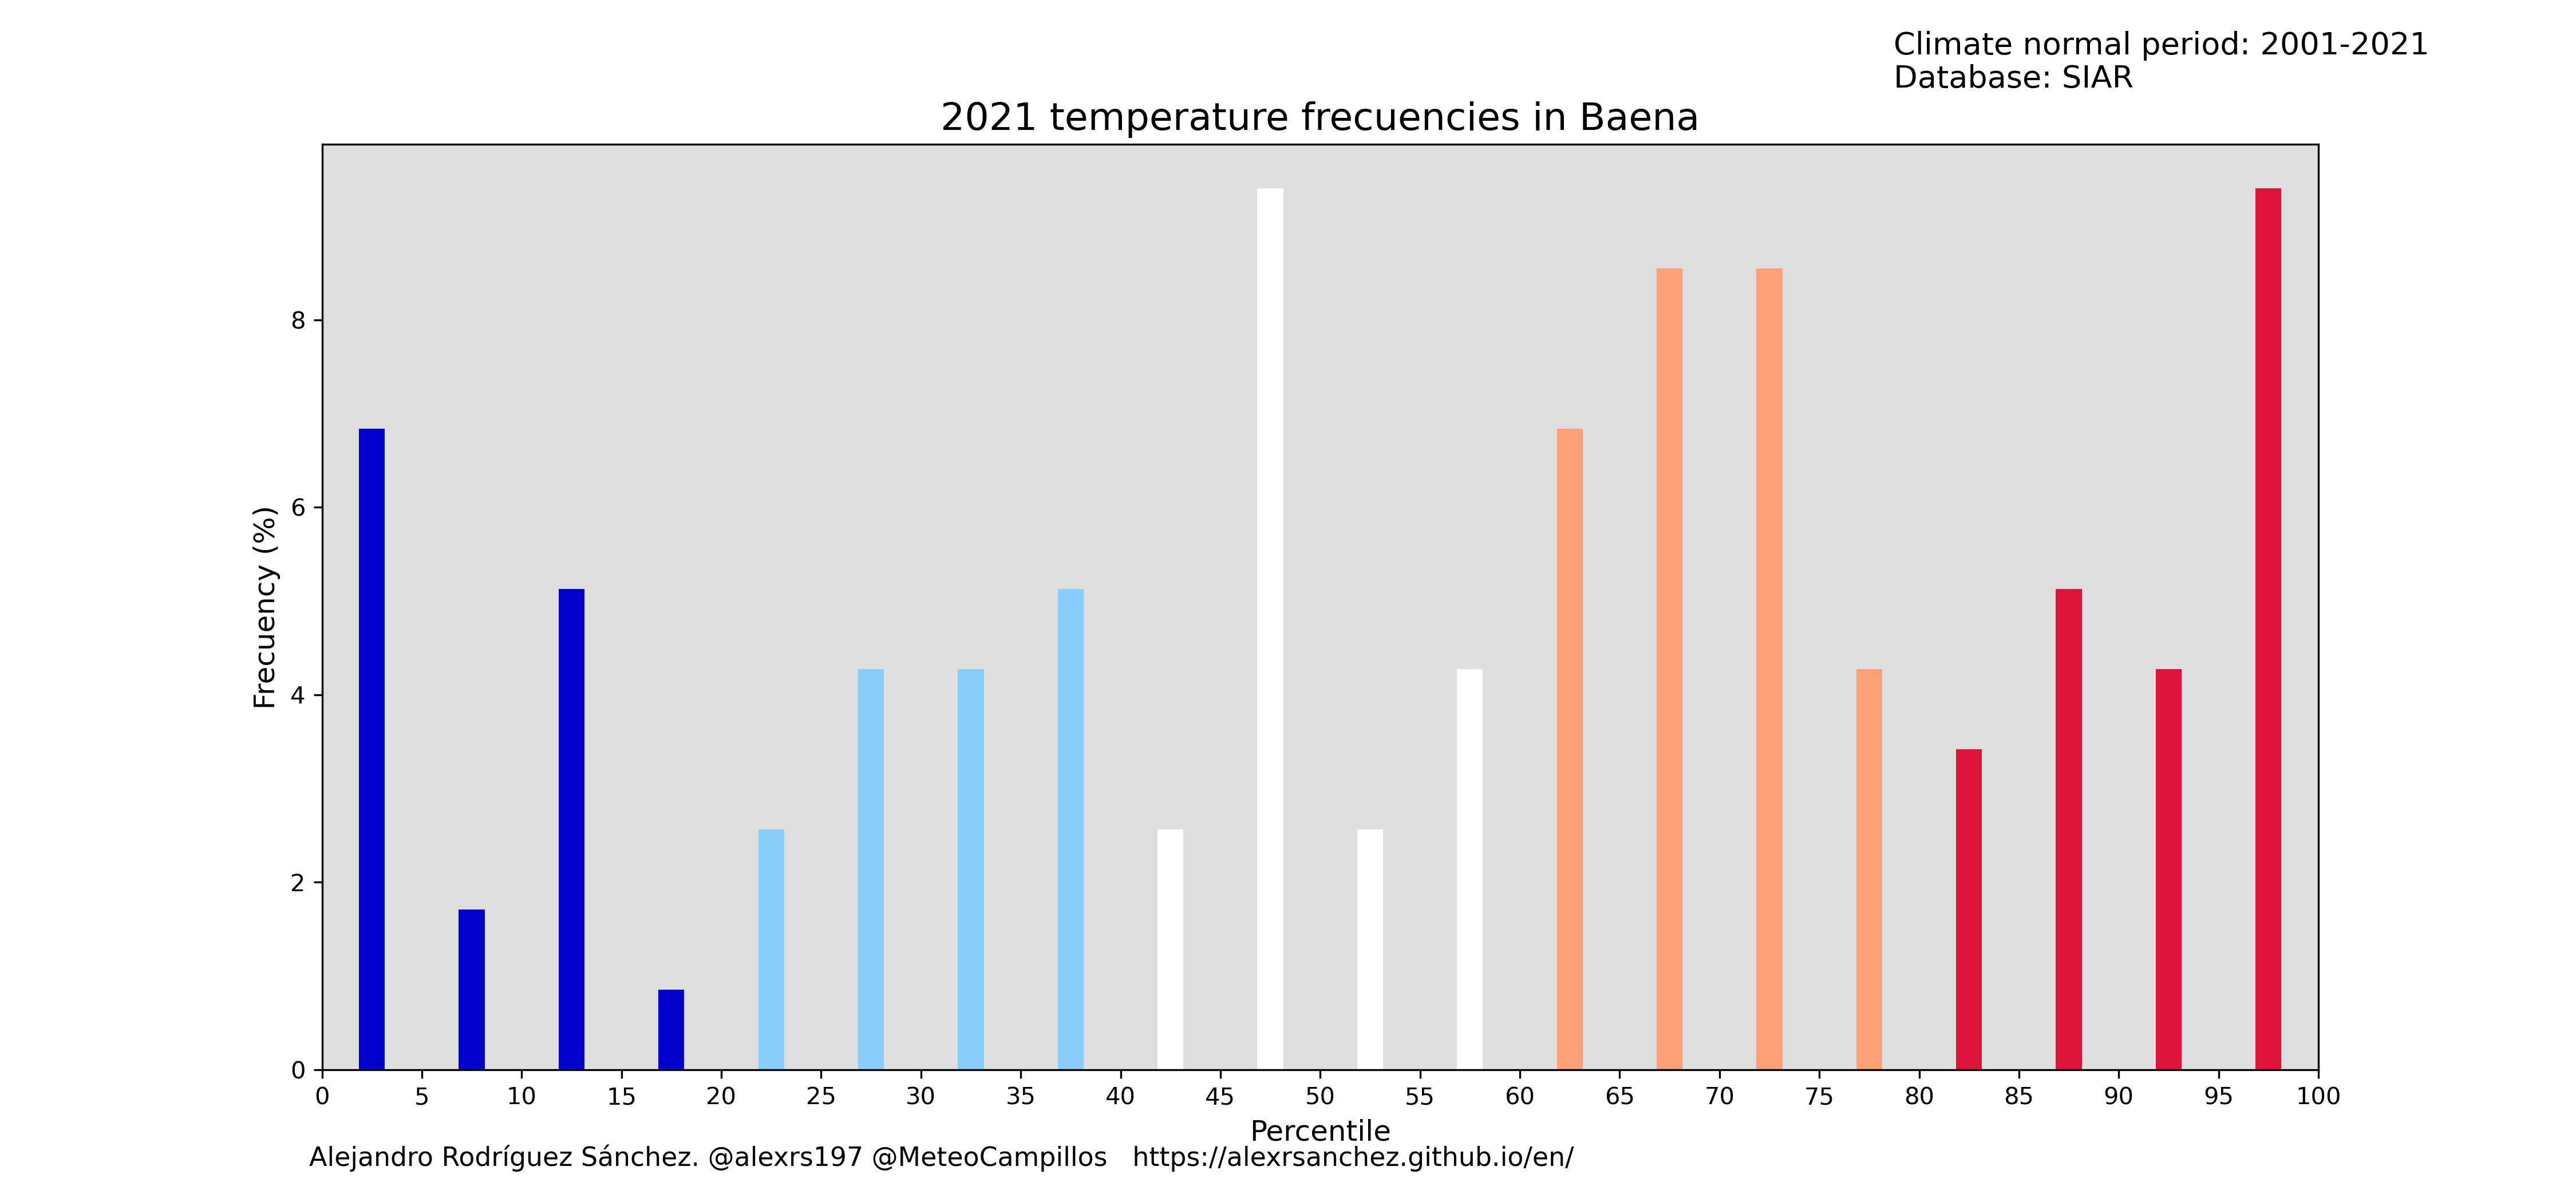 Climate normal period: 2001-2021
Database: SIAR
2021 temperature frecuencies in Baena
Frecuency (%)
8
6
4
2
0
0 5 10 15 20 25 30 35 40 45 50 55 60 65 70 75 80 85 90 95 100
Percentile
Alejandro Rodríguez Sánchez. @alexrs197 @MeteoCampillos https://alexrsanchez.github.io/en/